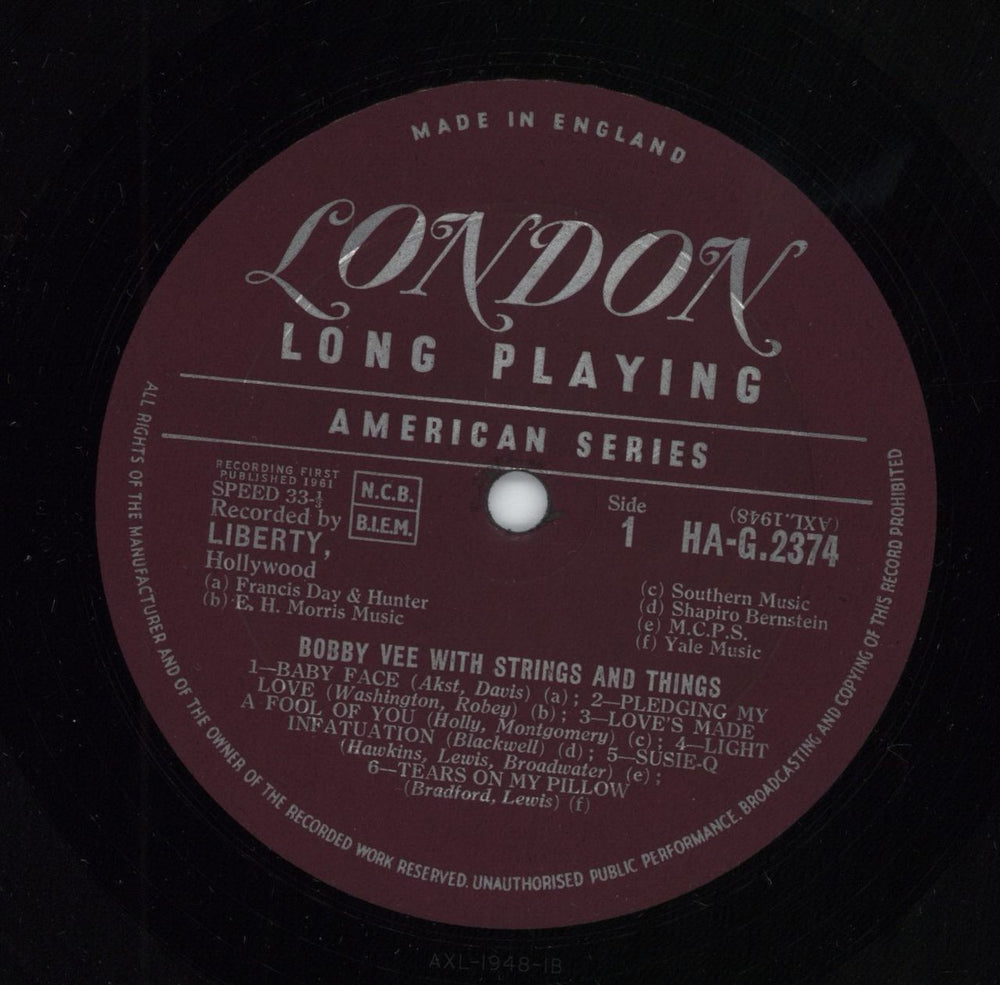 MADE IN ENGLAND
LONDON
LONG PLAYING
AMERICAN SERIES
RECORDING FIRST
PUBLISHED 1961
SPEED 33-⅓
Recorded by
LIBERTY,
Hollywood
(a) Francis Day & Hunter
(b) E. H. Morris Music
N.C.B.
B.I.E.M.
Side
1
(AXL.1948)
HA-G.2374
(c) Southern Music
(d) Shapiro Bernstein
(e) M.C.P.S.
(f) Yale Music
BOBBY VEE WITH STRINGS AND THINGS
1—BABY FACE (Akst, Davis) (a); 2—PLEDGING MY
LOVE (Washington, Robey) (b); 3—LOVE'S MADE
A FOOL OF YOU (Holly, Montgomery) (c); 4—LIGHT
INFATUATION (Blackwell) (d); 5—SUSIE-Q
(Hawkins, Lewis, Broadwater) (e);
6—TEARS ON MY PILLOW
(Bradford, Lewis) (f)
ALL RIGHTS OF THE MANUFACTURER AND OF THE OWNER OF THE RECORDED WORK RESERVED. UNAUTHORISED PUBLIC PERFORMANCE. BROADCASTING AND COPYING OF THIS RECORD PROHIBITED
AXL-1948-1B